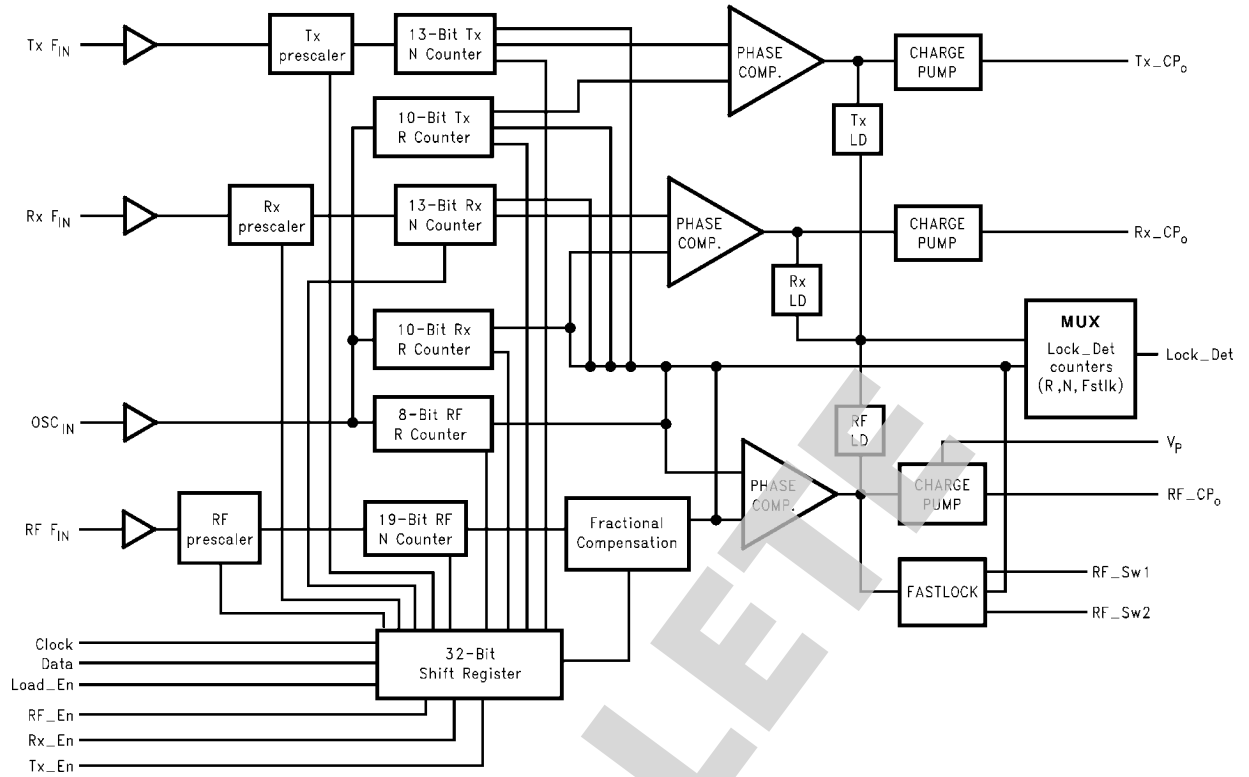 Tx F_IN
Tx
prescaler
13-Bit Tx
N Counter
PHASE
COMP.
CHARGE
PUMP
Tx_CP_o
10-Bit Tx
R Counter
Tx
LD
Rx F_IN
Rx
prescaler
13-Bit Rx
N Counter
PHASE
COMP.
CHARGE
PUMP
Rx_CP_o
Rx
LD
10-Bit Rx
R Counter
MUX
Lock_Det
counters
(R,N,Fstlk)
Lock_Det
OSC_IN
8-Bit RF
R Counter
RF
LD
V_P
RF F_IN
RF
prescaler
19-Bit RF
N Counter
Fractional
Compensation
PHASE
COMP.
CHARGE
PUMP
RF_CP_o
FASTLOCK
RF_Sw1
RF_Sw2
Clock
Data
Load_En
32-Bit
Shift Register
RF_En
Rx_En
Tx_En
LETE